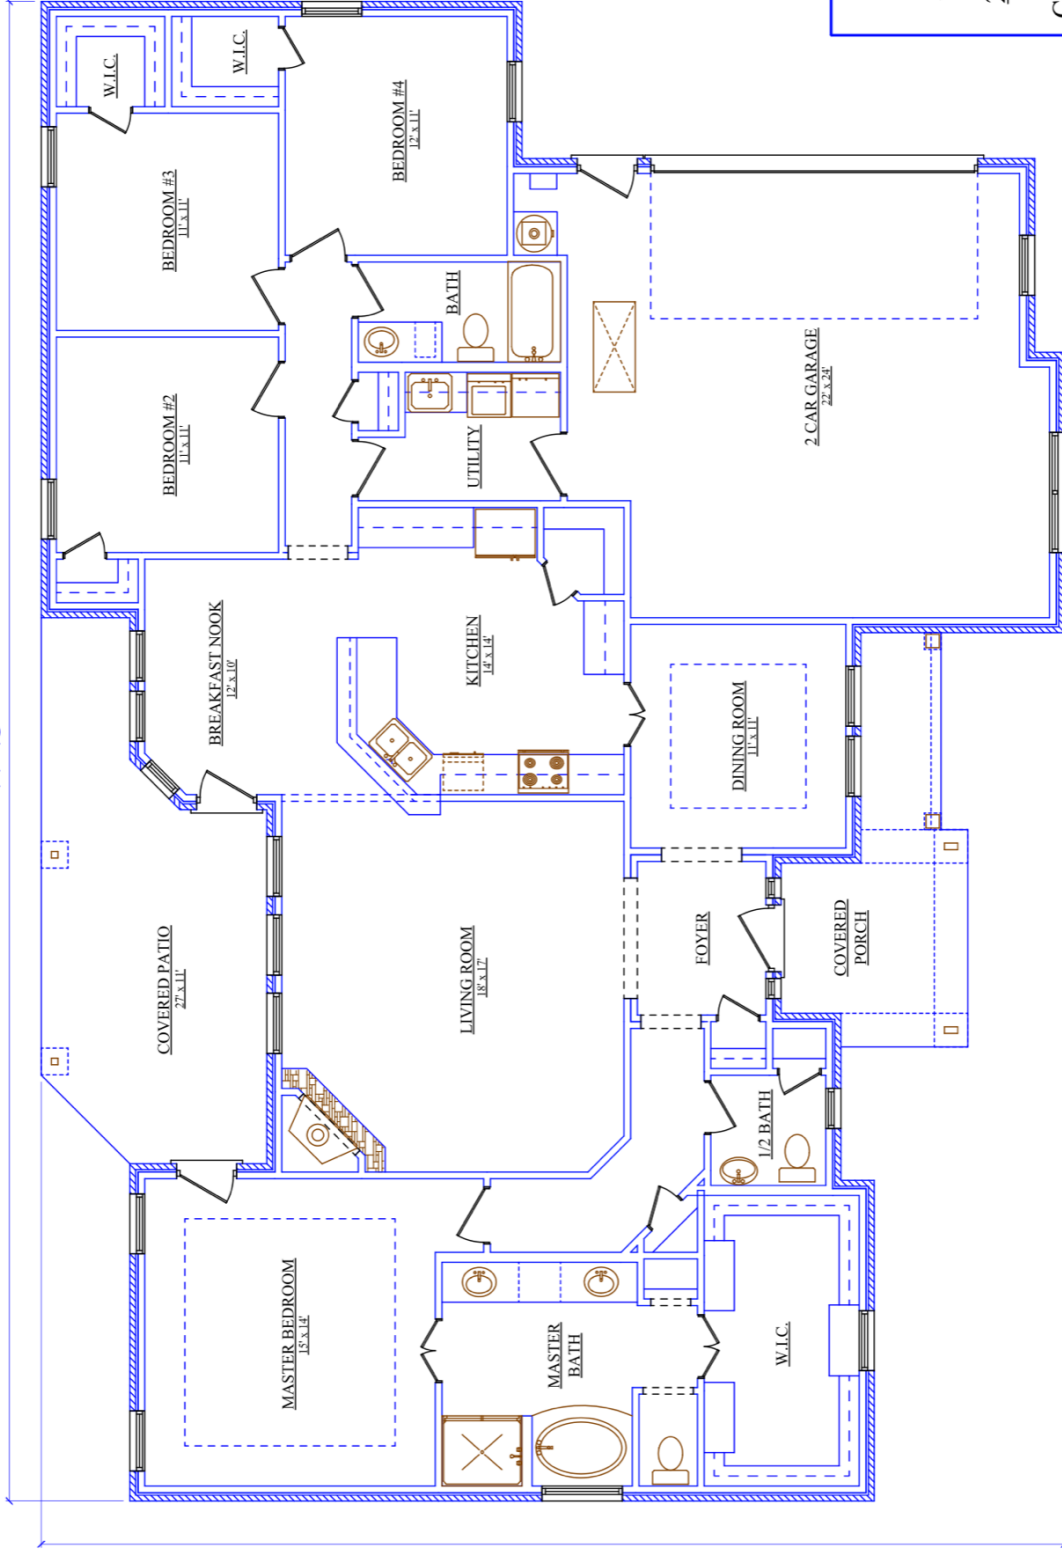 W.I.C.
W.I.C.
BEDROOM #3
11' x 11'
BEDROOM #4
12' x 11'
BATH
BEDROOM #2
11' x 11'
UTILITY
2 CAR GARAGE
22' x 24'
BREAKFAST NOOK
12' x 10'
KITCHEN
14' x 14'
DINING ROOM
11' x 11'
COVERED PATIO
27' x 11'
LIVING ROOM
18' x 17'
FOYER
COVERED
PORCH
1/2 BATH
MASTER BEDROOM
15' x 14'
MASTER
BATH
W.I.C.